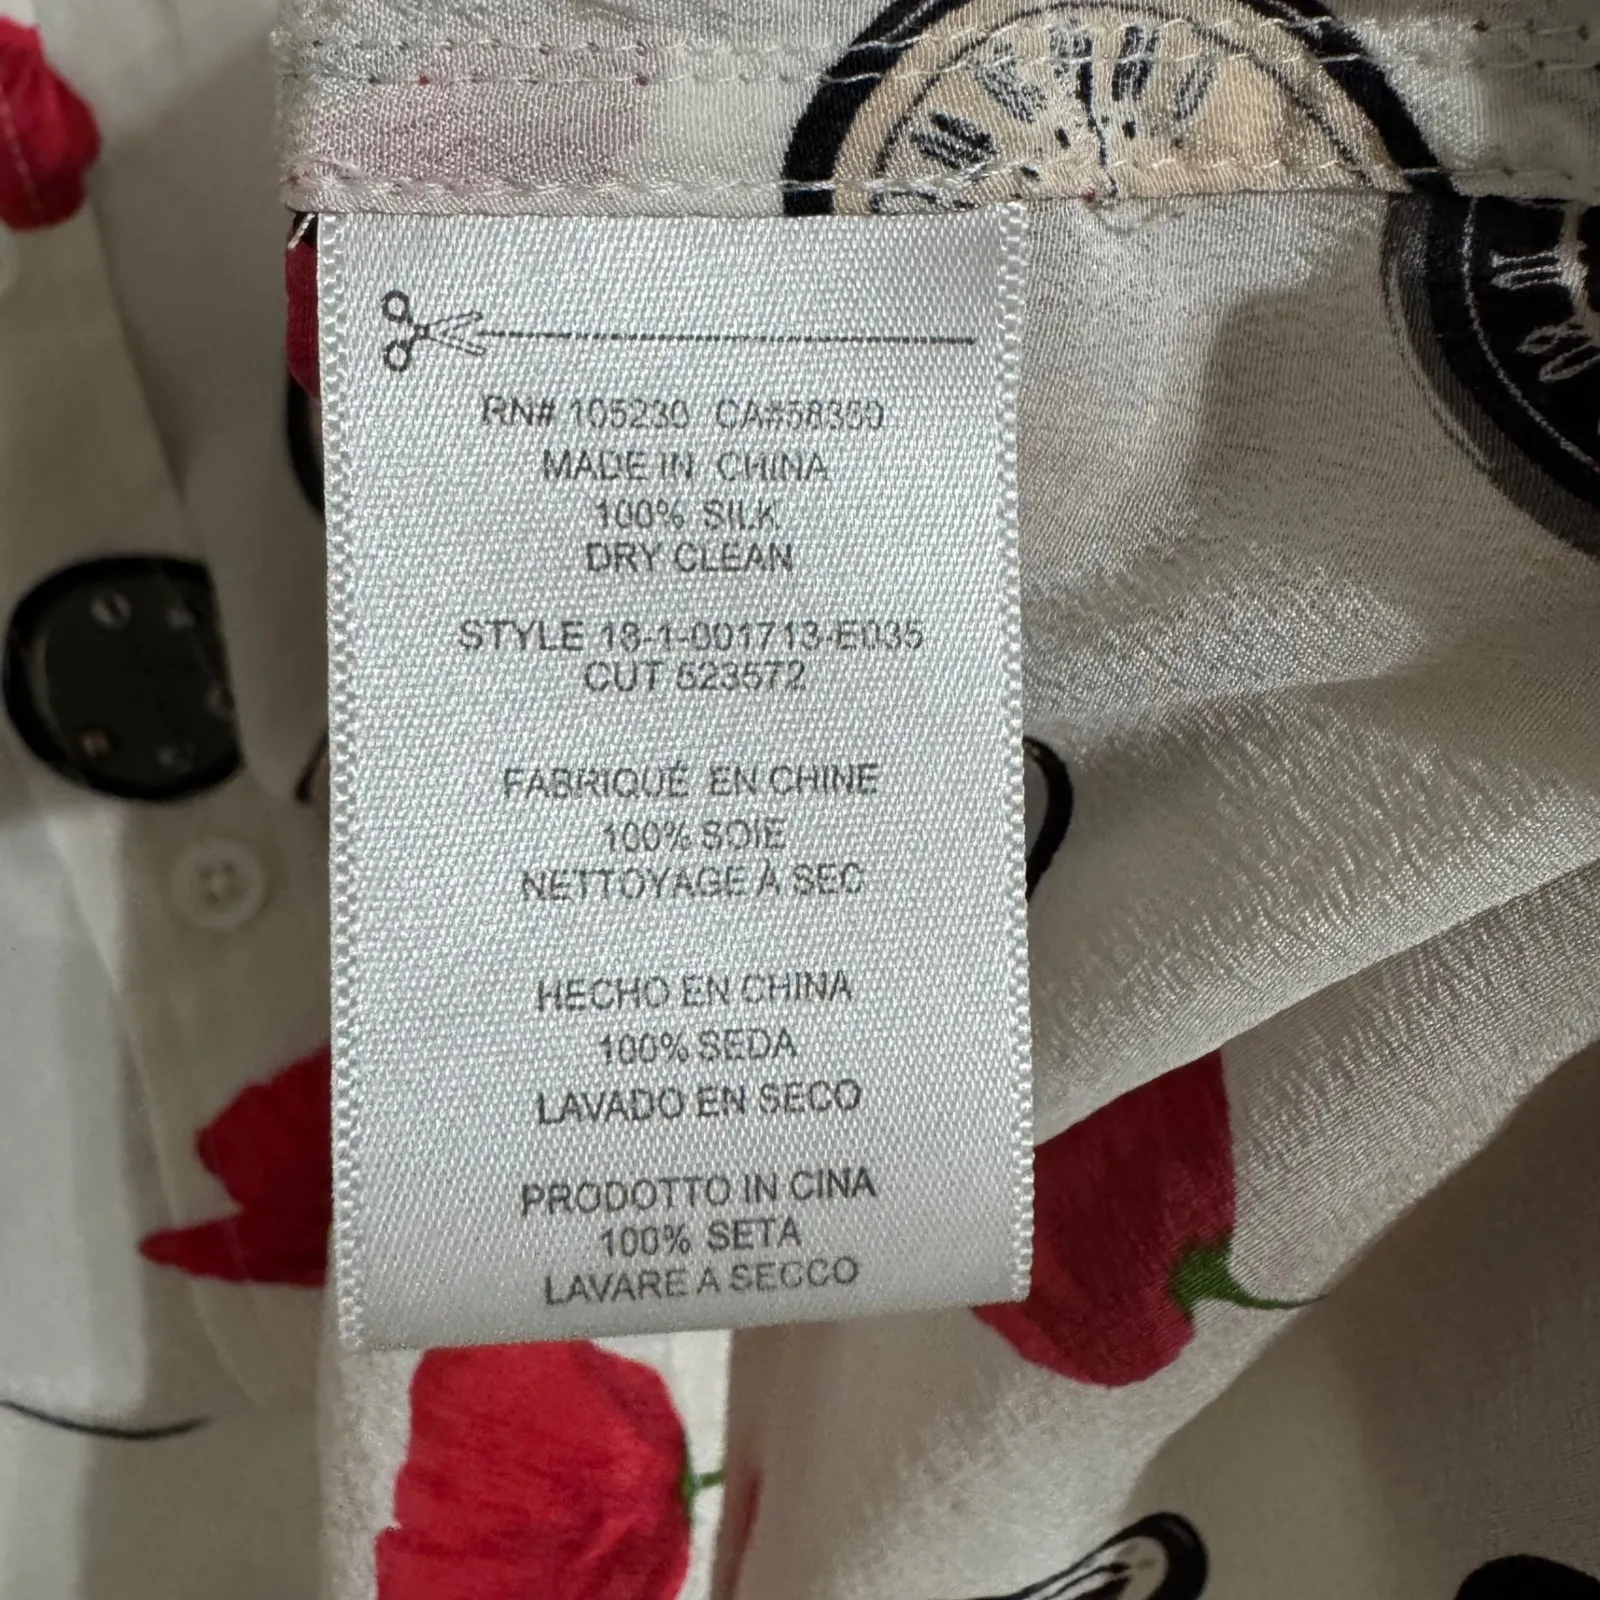 RN# 105230 CA#58360
MADE IN CHINA
100% SILK
DRY CLEAN
STYLE 18-1-001713-E035
CUT 523572
FABRIQUÉ EN CHINE
100% SOIE
NETTOYAGE À SEC
HECHO EN CHINA
100% SEDA
LAVADO EN SECO
PRODOTTO IN CINA
100% SETA
LAVARE A SECCO